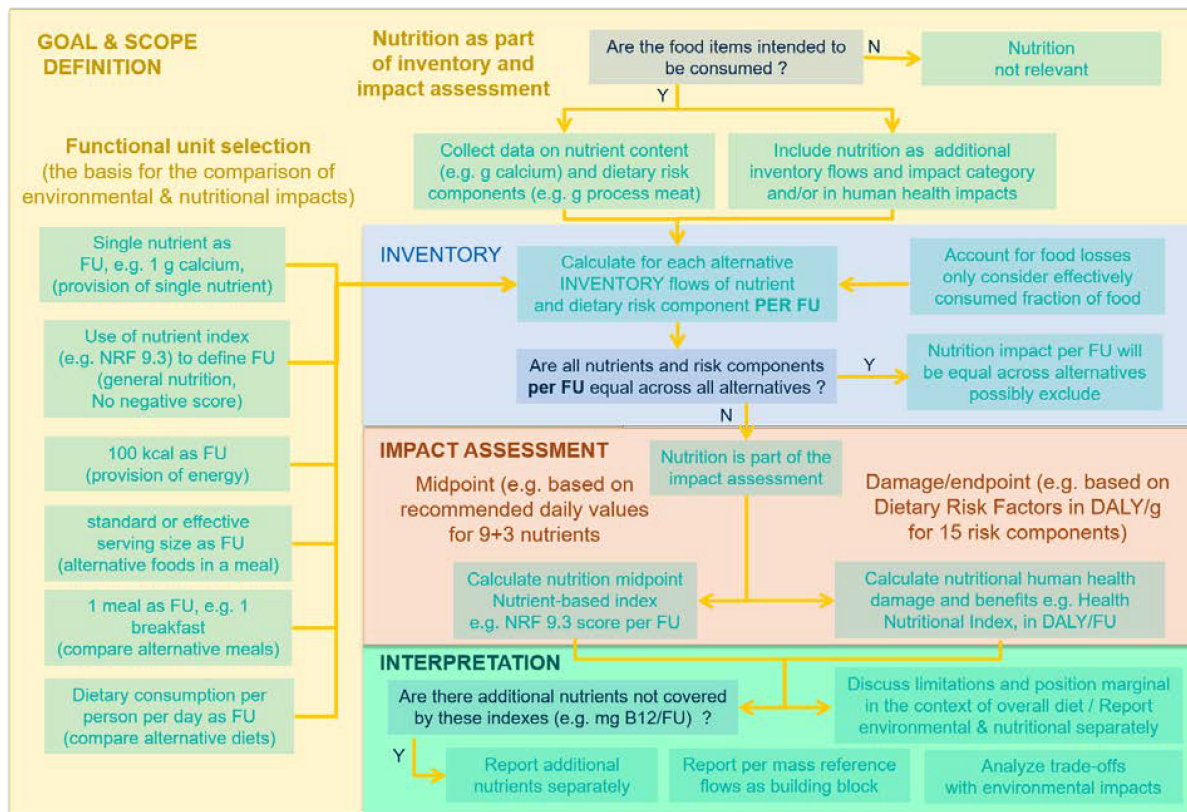 GOAL & SCOPE
DEFINITION
Nutrition as part
of inventory and
impact assessment
Are the food items intended to
be consumed ?
N
Nutrition
not relevant
Y
Functional unit selection
(the basis for the comparison of
environmental & nutritional impacts)
Collect data on nutrient content
(e.g. g calcium) and dietary risk
components (e.g. g process meat)
Include nutrition as additional
inventory flows and impact category
and/or in human health impacts
Single nutrient as
FU, e.g. 1 g calcium,
(provision of single nutrient)
Use of nutrient index
(e.g. NRF 9.3) to define FU
(general nutrition,
No negative score)
100 kcal as FU
(provision of energy)
standard or effective
serving size as FU
(alternative foods in a meal)
1 meal as FU, e.g. 1
breakfast
(compare alternative meals)
Dietary consumption per
person per day as FU
(compare alternative diets)
INVENTORY
Calculate for each alternative
INVENTORY flows of nutrient
and dietary risk component PER FU
Account for food losses
only consider effectively
consumed fraction of food
Are all nutrients and risk components
per FU equal across all alternatives ?
Y
Nutrition impact per FU will
be equal across alternatives
possibly exclude
N
IMPACT ASSESSMENT
Nutrition is part of the
impact assessment
Midpoint (e.g. based on
recommended daily values
for 9+3 nutrients
Damage/endpoint (e.g. based on
Dietary Risk Factors in DALY/g
for 15 risk components)
Calculate nutrition midpoint
Nutrient-based index
e.g. NRF 9.3 score per FU
Calculate nutritional human health
damage and benefits e.g. Health
Nutritional Index, in DALY/FU
INTERPRETATION
Are there additional nutrients not covered
by these indexes (e.g. mg B12/FU) ?
Discuss limitations and position marginal
in the context of overall diet / Report
environmental & nutritional separately
Y
Report additional
nutrients separately
Report per mass reference
flows as building block
Analyze trade-offs
with environmental impacts